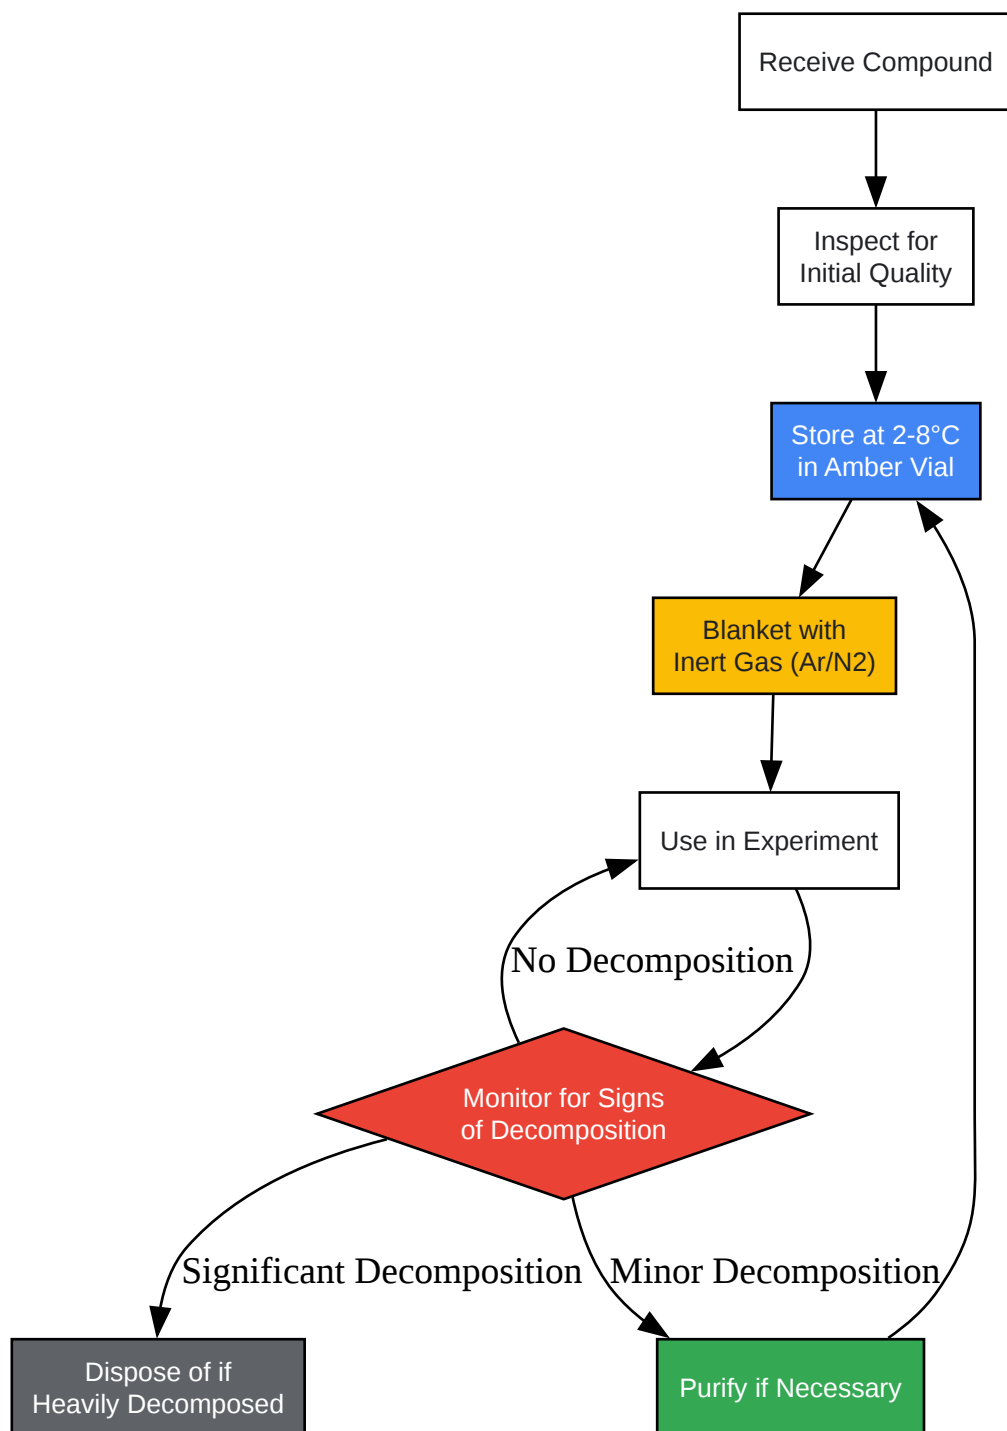 Receive Compound
Inspect for
Initial Quality
Store at 2-8°C
in Amber Vial
Blanket with
Inert Gas (Ar/N2)
Use in Experiment
No Decomposition
Monitor for Signs
of Decomposition
Significant Decomposition
Minor Decomposition
Dispose of if
Heavily Decomposed
Purify if Necessary